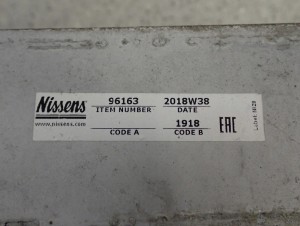 Nissens
www.nissens.com
96163 2018W38
ITEM NUMBER DATE
1918
CODE A CODE B
EAC